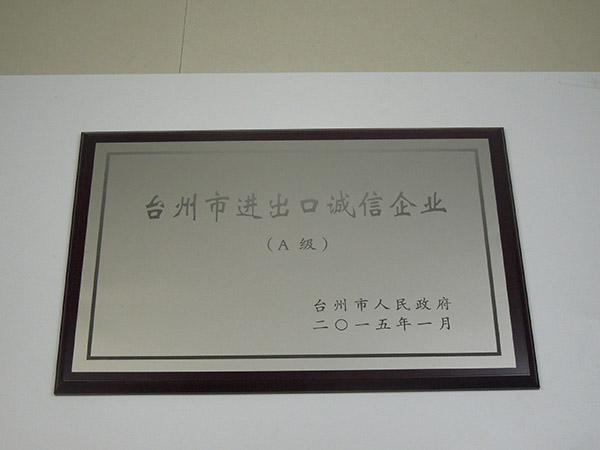 台州市进出口诚信企业
（A 级）
台州市人民政府
二〇一五年一月